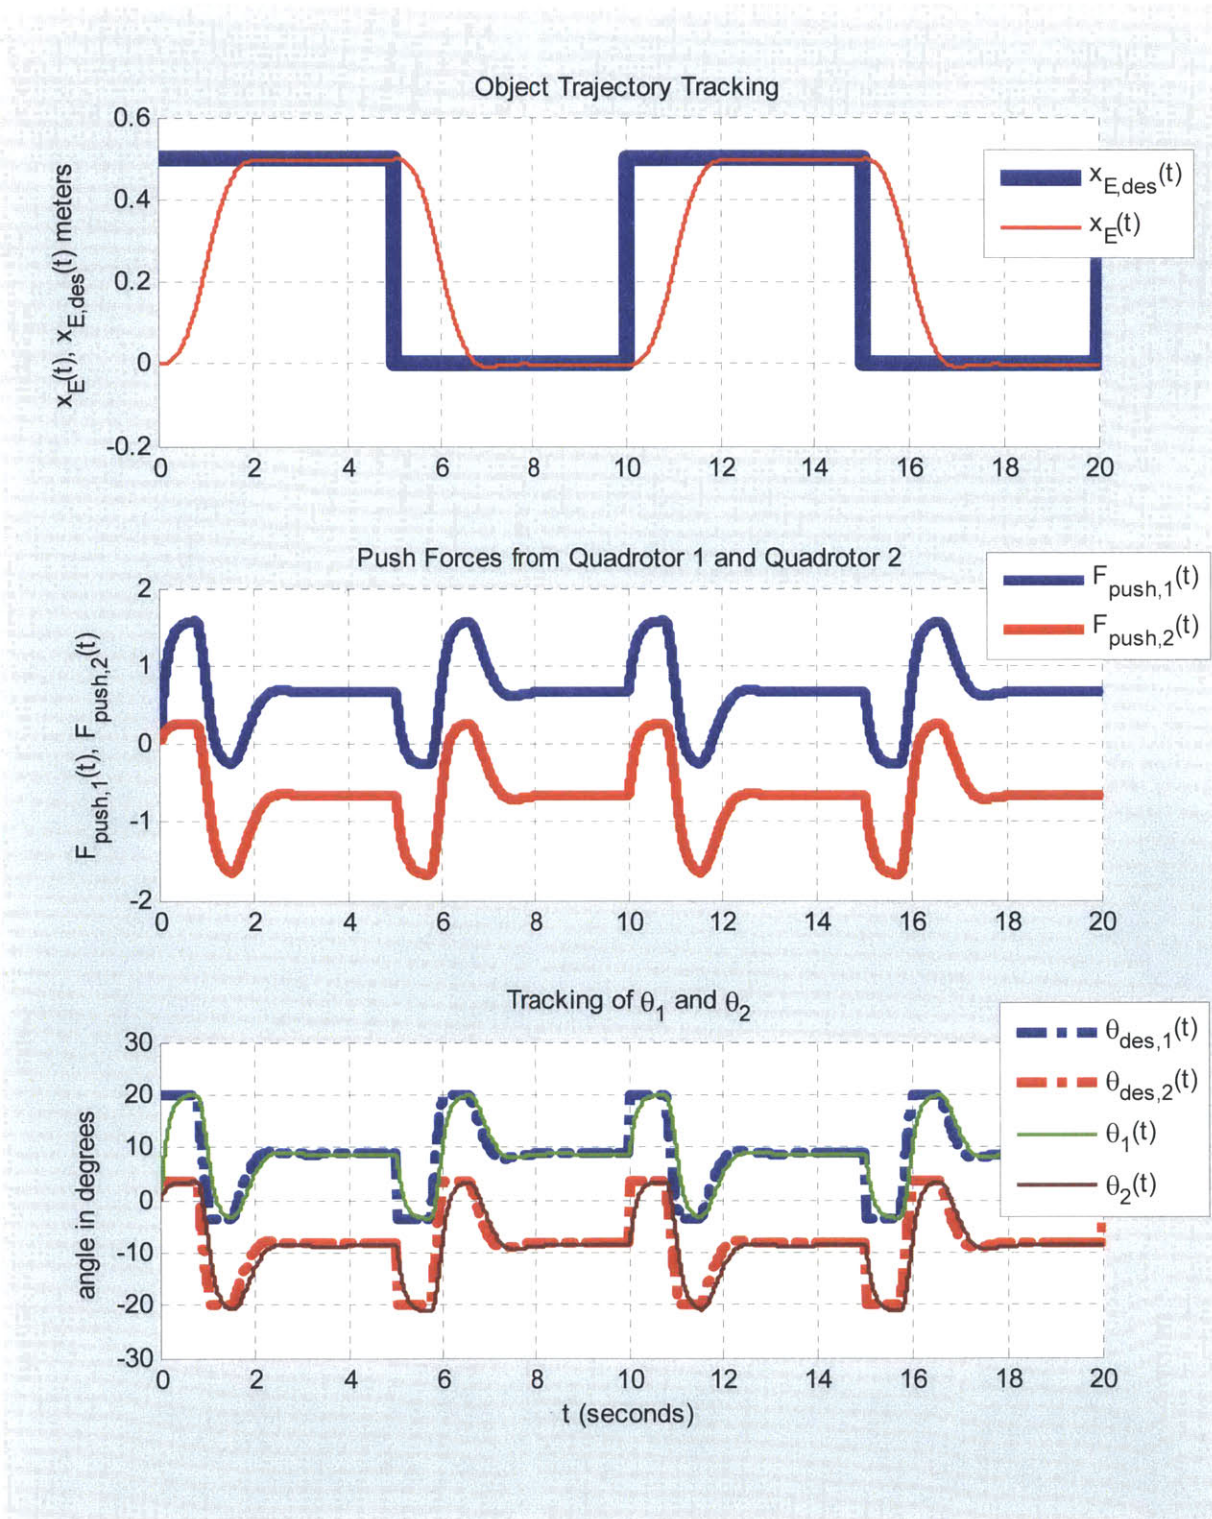 Object Trajectory Tracking
0.6
0.4
0.2
0
-0.2
x_E(t), x_E,des(t) meters
x_E,des(t)
x_E(t)
0 2 4 6 8 10 12 14 16 18 20
Push Forces from Quadrotor 1 and Quadrotor 2
2
1
0
-1
-2
F_push,1(t), F_push,2(t)
F_push,1(t)
F_push,2(t)
0 2 4 6 8 10 12 14 16 18 20
Tracking of θ_1 and θ_2
30
20
10
0
-10
-20
-30
angle in degrees
θ_des,1(t)
θ_des,2(t)
θ_1(t)
θ_2(t)
0 2 4 6 8 10 12 14 16 18 20
t (seconds)